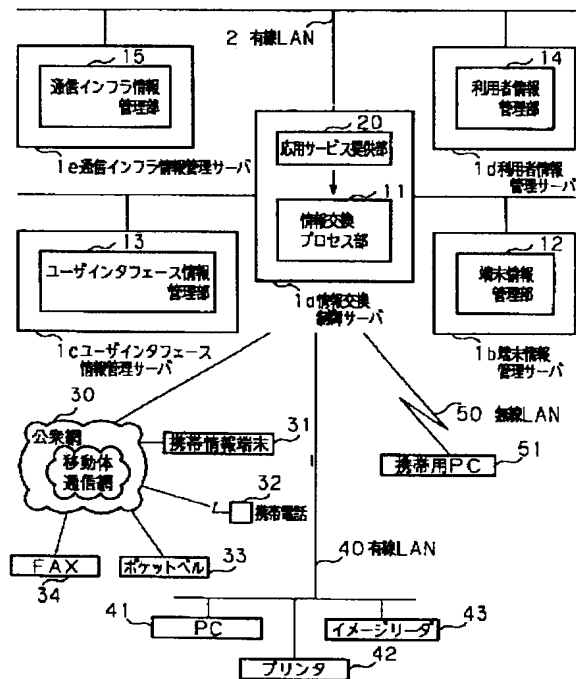 2 有線LAN
15
通信インフラ情報
管理部
1e通信インフラ情報管理サーバ
14
利用者情報
管理部
1d利用者情報
管理サーバ
20
応用サービス提供部
11
情報交換
プロセス部
1a情報交換
制御サーバ
13
ユーザインタフェース情報
管理部
1cユーザインタフェース
情報管理サーバ
12
端末情報
管理部
1b端末情報
管理サーバ
30
公衆網
移動体
通信網
31
携帯情報端末
32
携帯電話
33
ポケットベル
FAX
34
50 無線LAN
51
携帯用PC
40有線LAN
41
PC
43
イメージリーダ
プリンタ
42